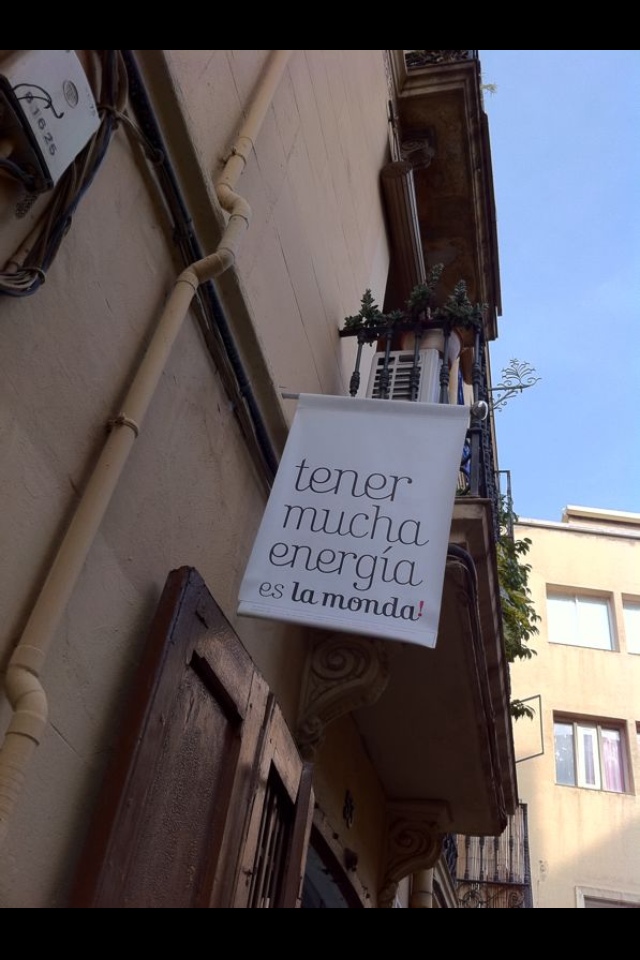 tener
mucha
energía
es la monda!